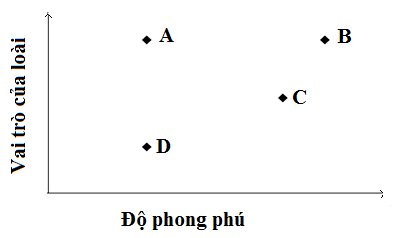 A
B
C
D
Vai trò của loài
Độ phong phú